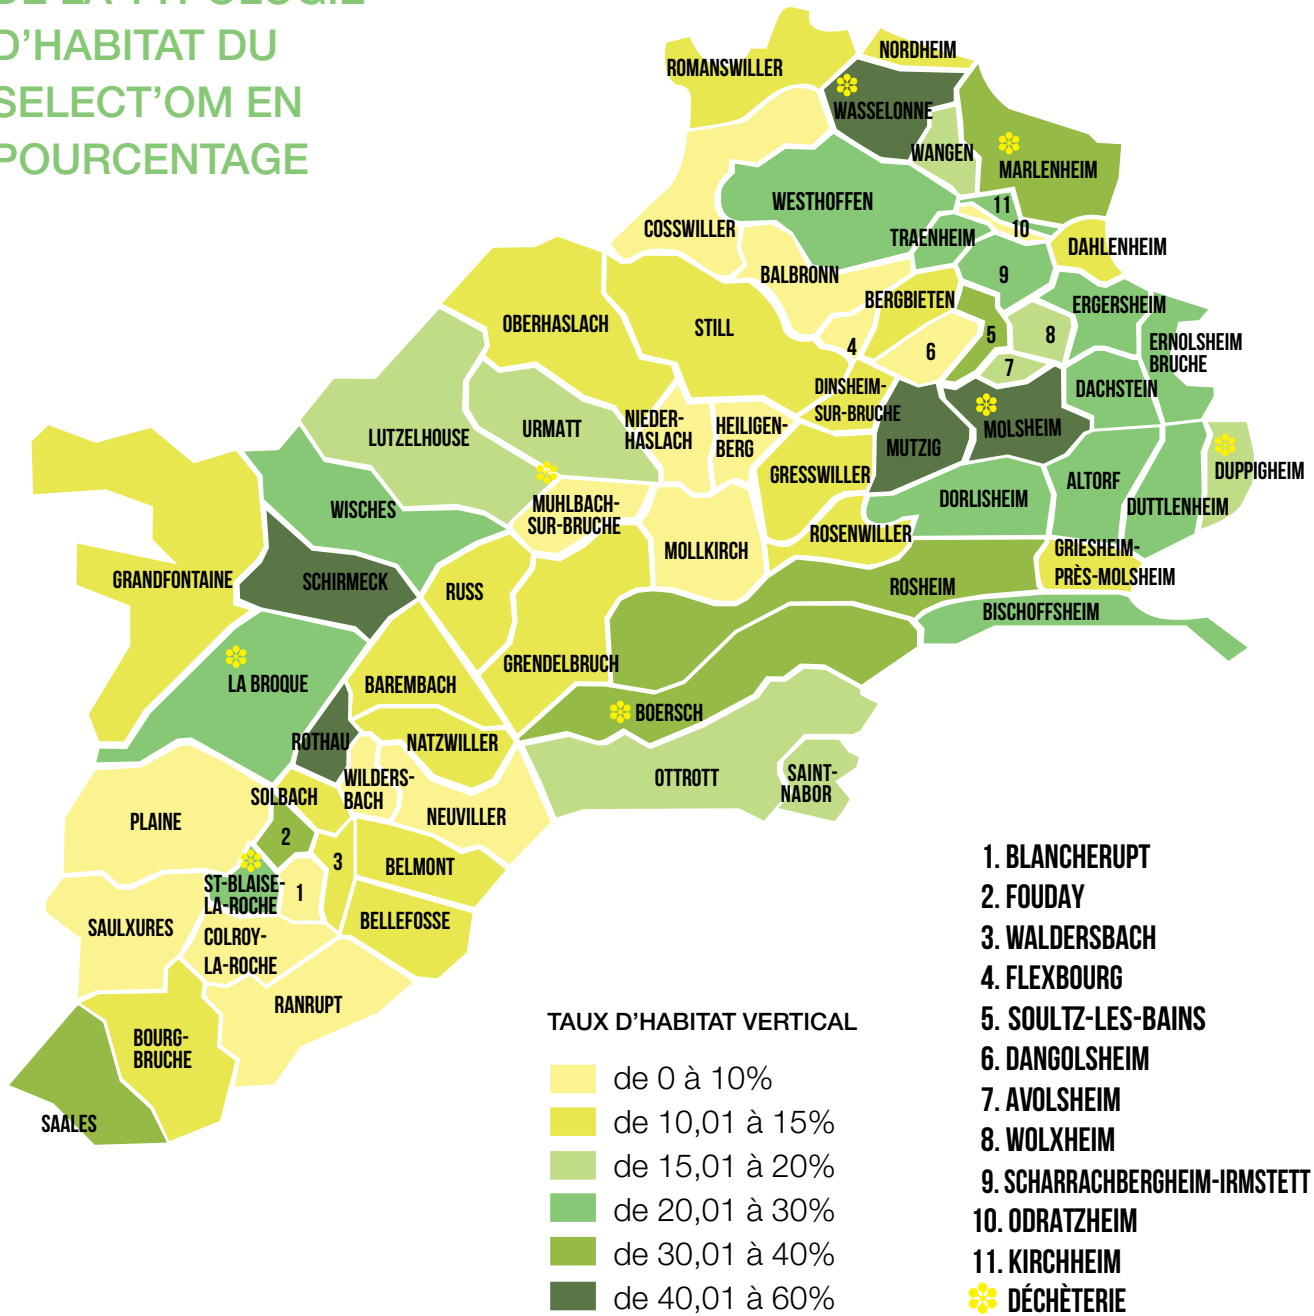 DE LA TYPOLOGIE
D'HABITAT DU
SELECT'OM EN
POURCENTAGE
NORDHEIM
ROMANSWILLER
WASSELONNE
WANGEN
MARLENHEIM
WESTHOFFEN
11
10
COSSWILLER
TRAENHEIM
DAHLENHEIM
BALBRONN
9
BERGBIETEN
ERGERSHEIM
OBERHASLACH
STILL
5
8
ERNOLSHEIM
BRUCHE
4
6
7
DINSHEIM-
SUR-BRUCHE
DACHSTEIN
LUTZELHOUSE
URMATT
NIEDER-
HASLACH
HEILIGEN-
BERG
MUTZIG
MOLSHEIM
GRESSWILLER
ALTORF
DUPPIGHEIM
WISCHES
MUHLBACH-
SUR-BRUCHE
DORLISHEIM
DUTTLENHEIM
MOLLKIRCH
ROSENWILLER
GRIESHEIM-
PRÈS-MOLSHEIM
GRANDFONTAINE
SCHIRMECK
RUSS
ROSHEIM
BISCHOFFSHEIM
GRENDELBRUCH
LA BROQUE
BAREMBACH
BOERSCH
ROTHAU
NATZWILLER
WILDERS-
BACH
OTTROTT
SAINT-
NABOR
SOLBACH
PLAINE
NEUVILLER
2
3
BELMONT
ST-BLAISE-
LA-ROCHE
1
SAULXURES
BELLEFOSSE
COLROY-
LA-ROCHE
RANRUPT
BOURG-
BRUCHE
SAALES
TAUX D'HABITAT VERTICAL
de 0 à 10%
de 10,01 à 15%
de 15,01 à 20%
de 20,01 à 30%
de 30,01 à 40%
de 40,01 à 60%
1. BLANCHERUPT
2. FOUDAY
3. WALDERSBACH
4. FLEXBOURG
5. SOULTZ-LES-BAINS
6. DANGOLSHEIM
7. AVOLSHEIM
8. WOLXHEIM
9. SCHARRACHBERGHEIM-IRMSTETT
10. ODRATZHEIM
11. KIRCHHEIM
DÉCHÈTERIE